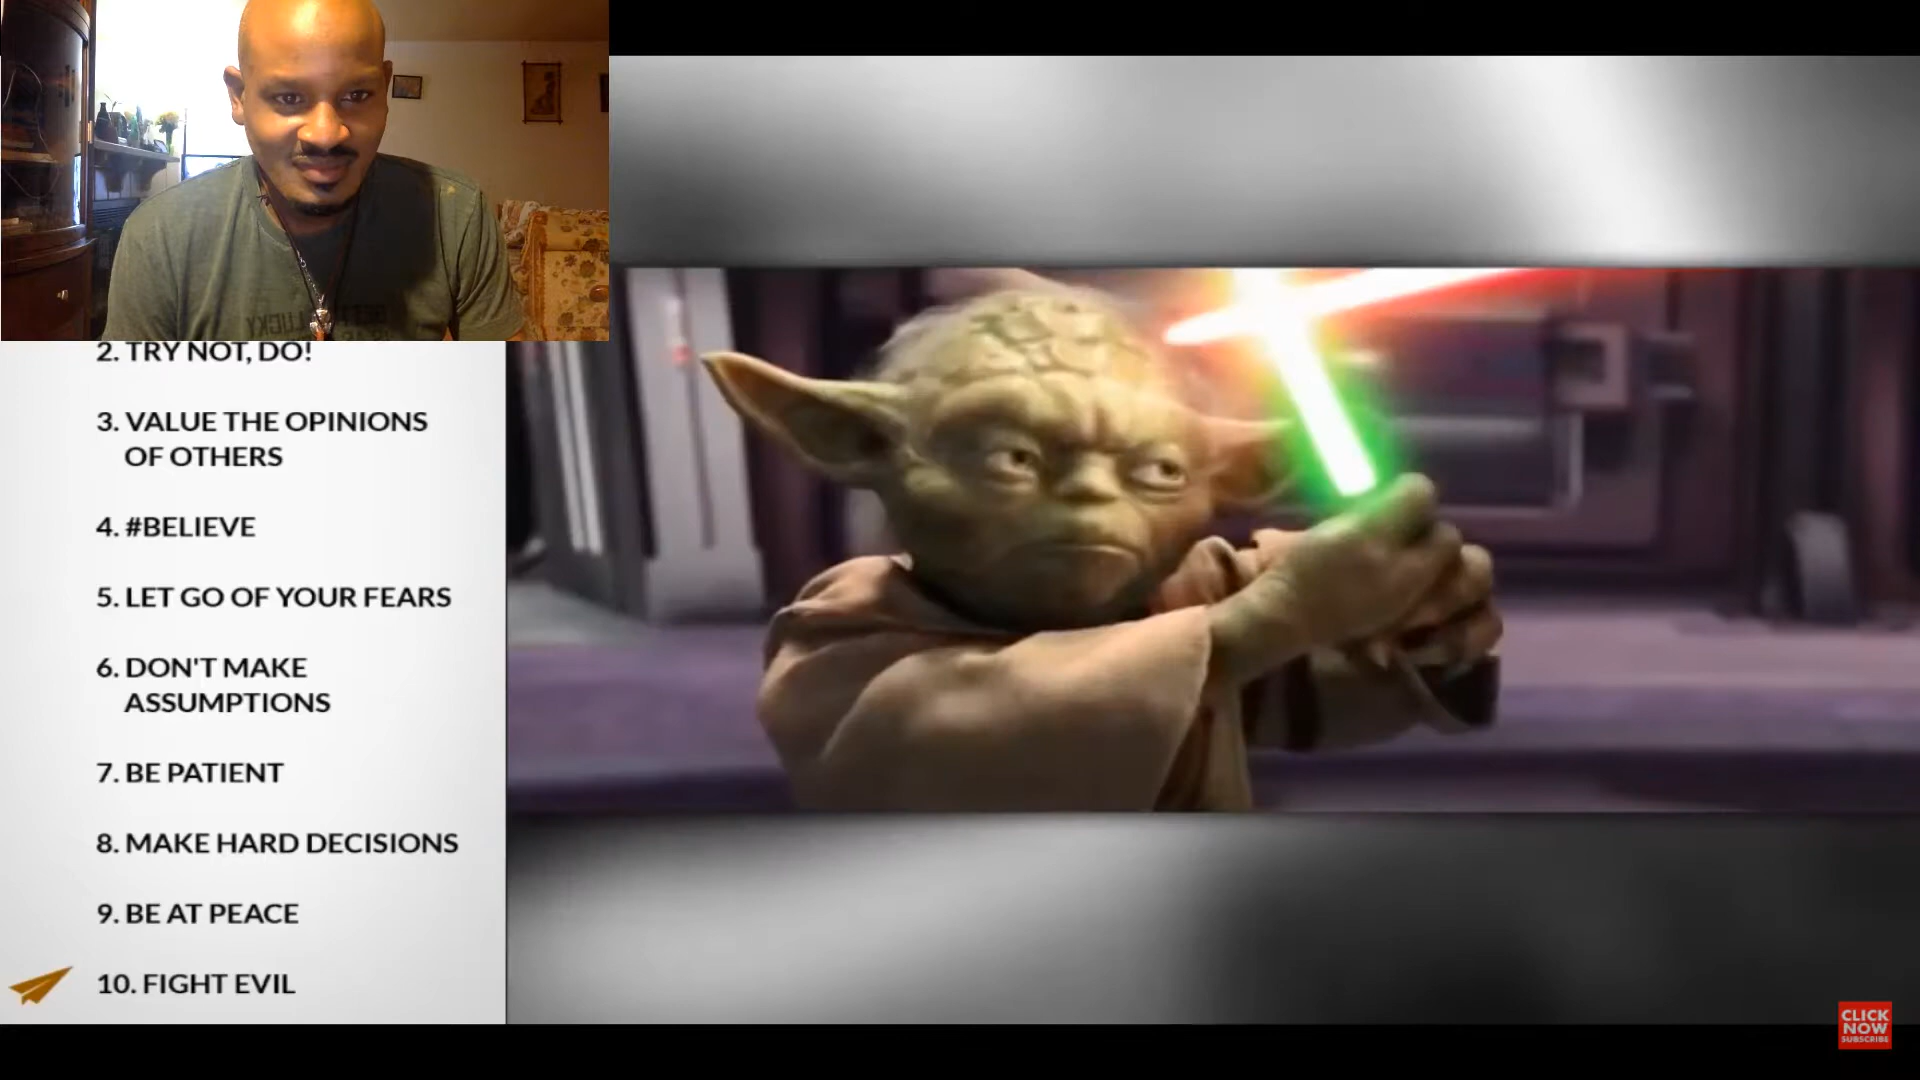 2. TRY NOT, DO!
3. VALUE THE OPINIONS
OF OTHERS
4. #BELIEVE
5. LET GO OF YOUR FEARS
6. DON'T MAKE
ASSUMPTIONS
7. BE PATIENT
8. MAKE HARD DECISIONS
9. BE AT PEACE
10. FIGHT EVIL
CLICK
NOW
SUBSCRIBE